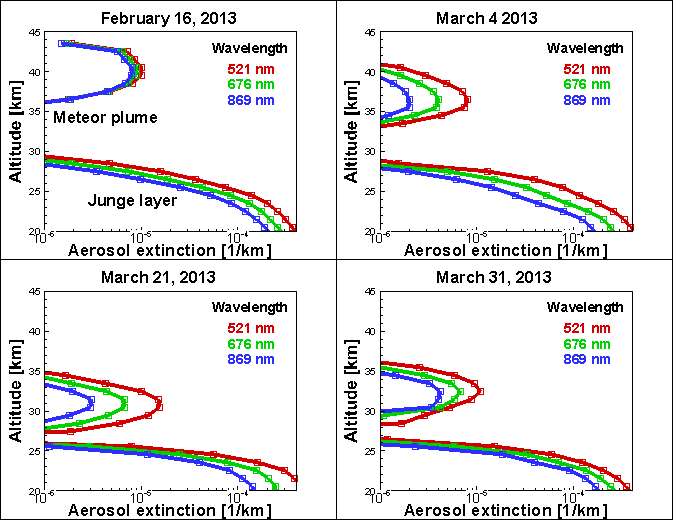 February 16, 2013
45
40
35
30
25
20
Altitude [km]
Wavelength
521 nm
676 nm
869 nm
Meteor plume
Junge layer
10-6
10-5
10-4
Aerosol extinction [1/km]
March 4 2013
45
40
35
30
25
20
Altitude [km]
Wavelength
521 nm
676 nm
869 nm
10-6
10-5
10-4
Aerosol extinction [1/km]
March 21, 2013
45
40
35
30
25
20
Altitude [km]
Wavelength
521 nm
676 nm
869 nm
10-6
10-5
10-4
Aerosol extinction [1/km]
March 31, 2013
45
40
35
30
25
20
Altitude [km]
Wavelength
521 nm
676 nm
869 nm
10-6
10-5
10-4
Aerosol extinction [1/km]